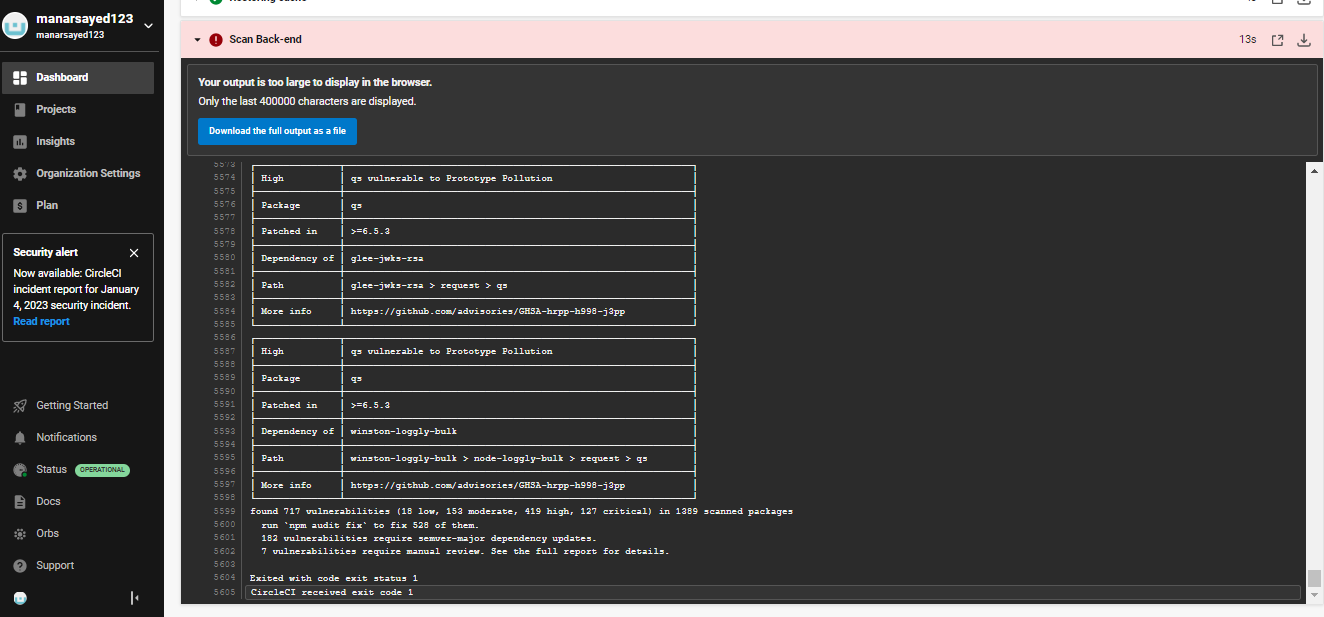 manarsayed123
manarsayed123
Dashboard
Projects
Insights
Organization Settings
$ Plan
Security alert
Now available: CircleCI
incident report for January
4, 2023 security incident.
Read report
Getting Started
Notifications
Status OPERATIONAL
Docs
Orbs
Support
Scan Back-end 13s
Your output is too large to display in the browser.
Only the last 400000 characters are displayed.
Download the full output as a file
5573
5574 High qs vulnerable to Prototype Pollution
5575
5576 Package qs
5577
5578 Patched in >=6.5.3
5579
5580 Dependency of glee-jwks-rsa
5581
5582 Path glee-jwks-rsa > request > qs
5583
5584 More info https://github.com/advisories/GHSA-hrpp-h998-j3pp
5585
5586
5587 High qs vulnerable to Prototype Pollution
5588
5589 Package qs
5590
5591 Patched in >=6.5.3
5592
5593 Dependency of winston-loggly-bulk
5594
5595 Path winston-loggly-bulk > node-loggly-bulk > request > qs
5596
5597 More info https://github.com/advisories/GHSA-hrpp-h998-j3pp
5598
5599 found 717 vulnerabilities (18 low, 153 moderate, 419 high, 127 critical) in 1389 scanned packages
5600 run `npm audit fix` to fix 528 of them.
5601 182 vulnerabilities require semver-major dependency updates.
5602 7 vulnerabilities require manual review. See the full report for details.
5603
5604 Exited with code exit status 1
5605 CircleCI received exit code 1